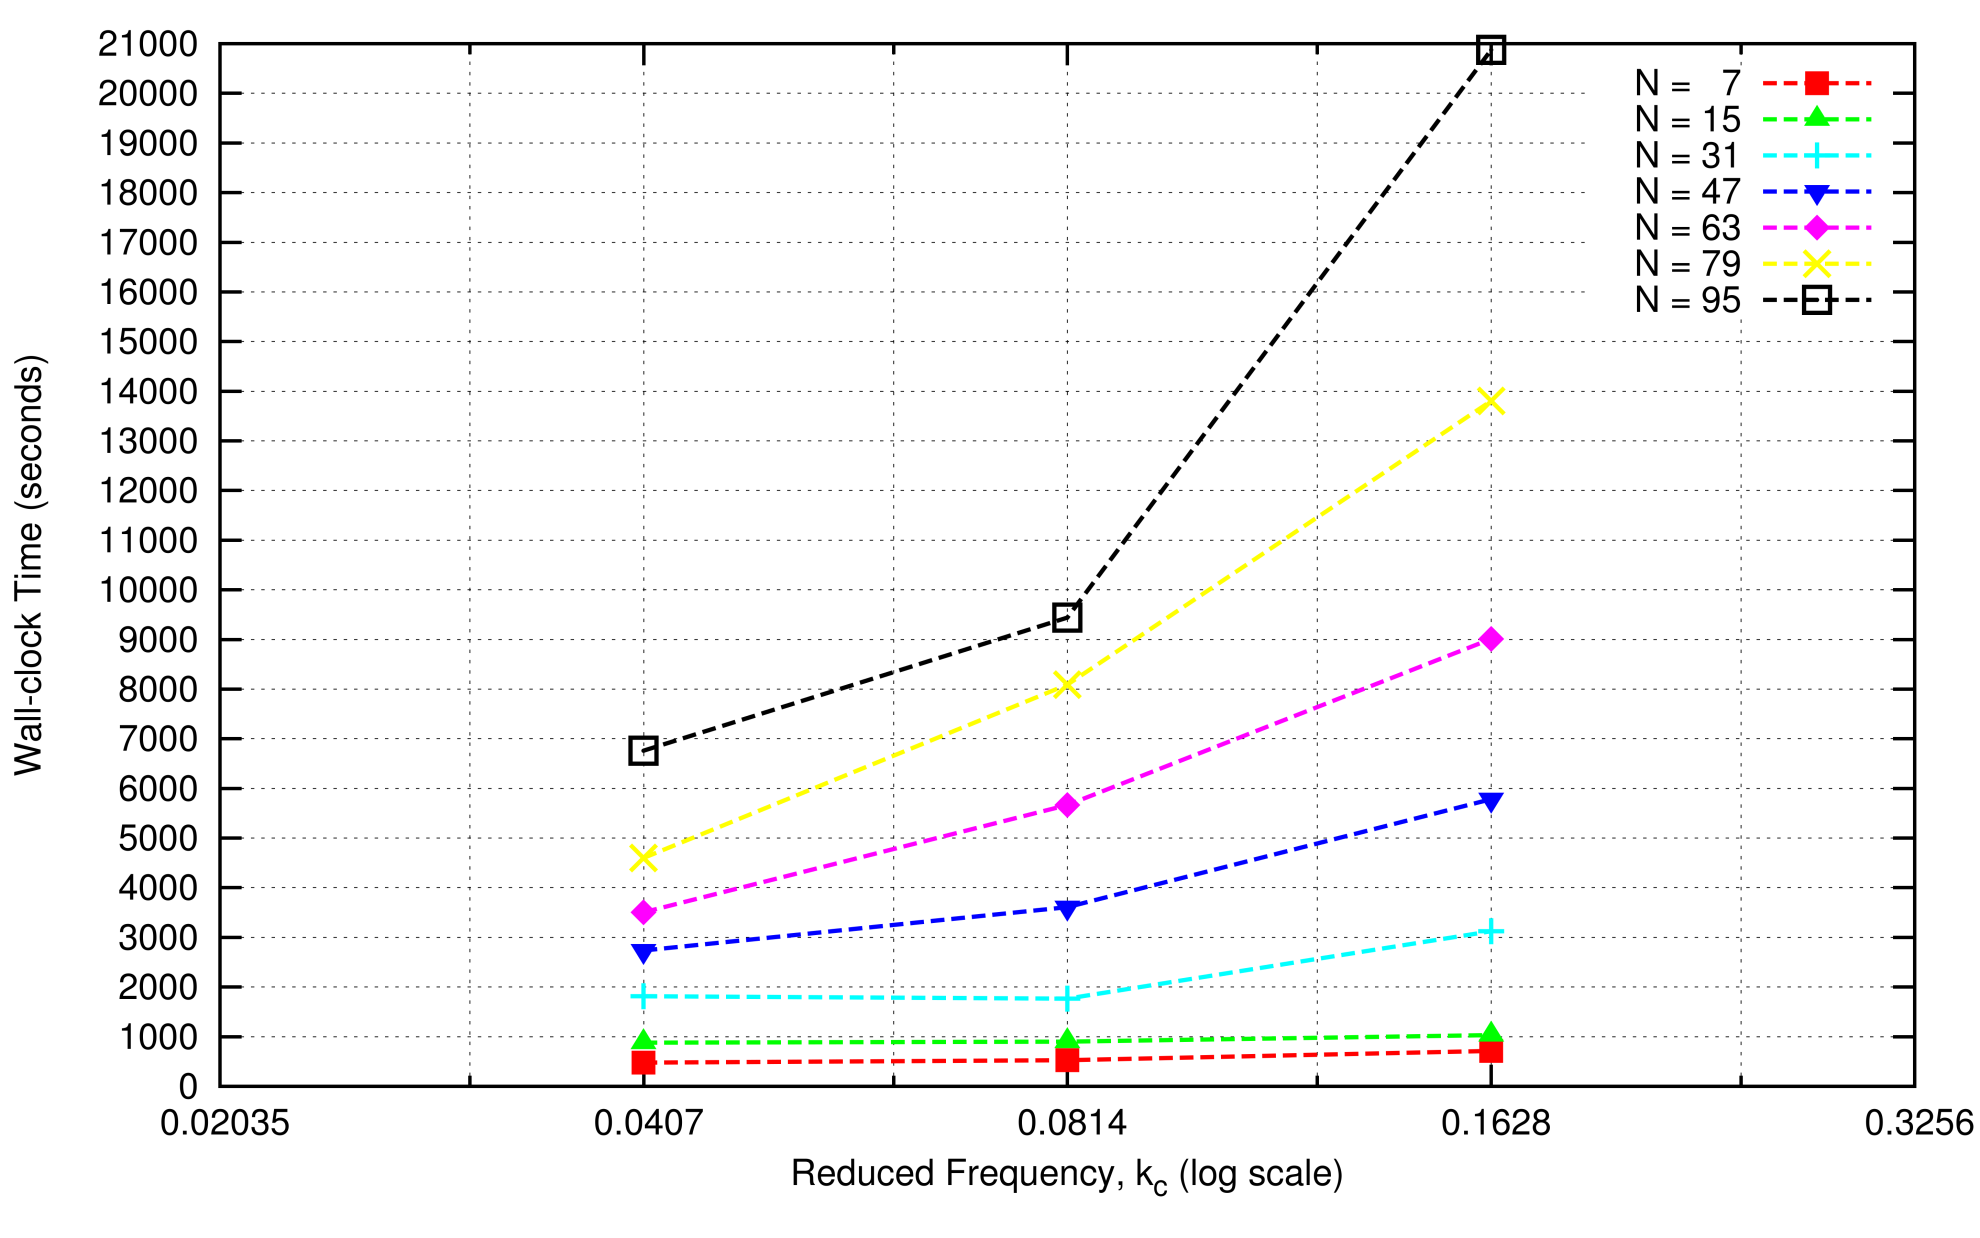 21000
20000
19000
18000
17000
16000
15000
14000
13000
12000
11000
10000
9000
8000
7000
6000
5000
4000
3000
2000
1000
0
Wall-clock Time (seconds)
N = 7
N = 15
N = 31
N = 47
N = 63
N = 79
N = 95
0.02035 0.0407 0.0814 0.1628 0.3256
Reduced Frequency, kc (log scale)